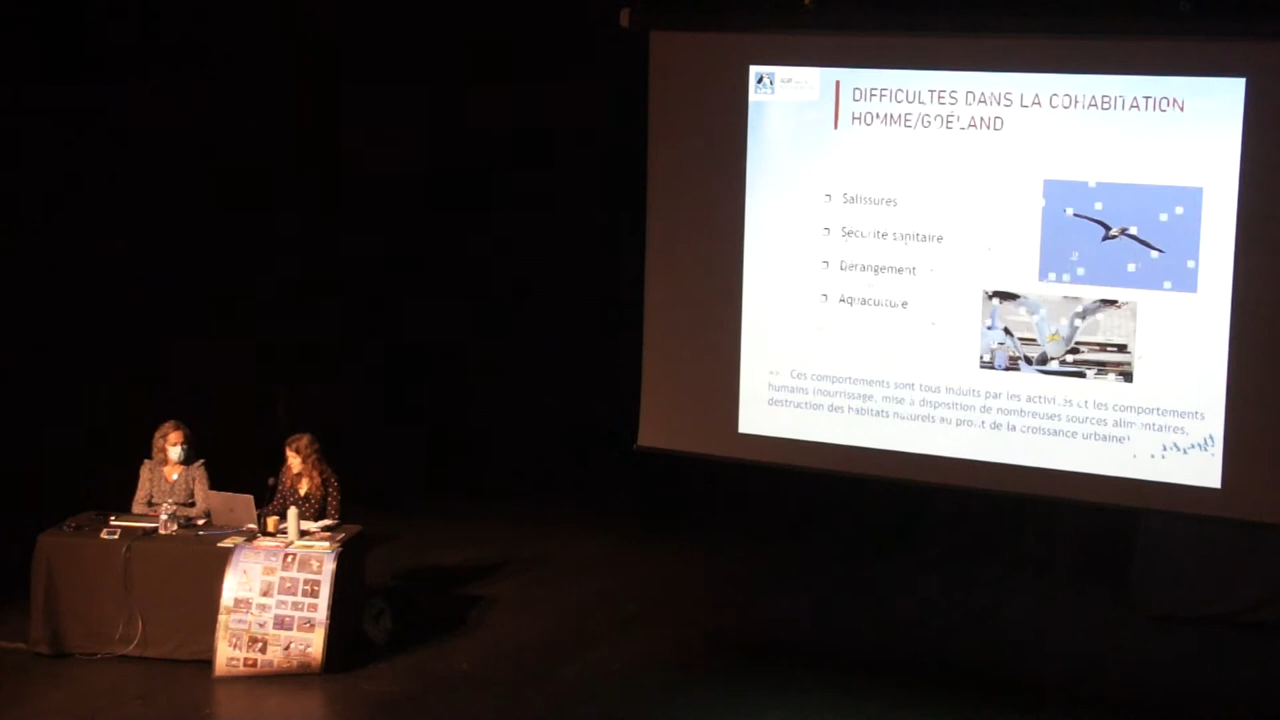 DIFFICULTES DANS LA COHABITATION
HOMME/GOÉLAND
Salissures
Sécurité sanitaire
Dérangement
Aquaculture
Ces comportements sont tous induits par les activités et les comportements
humains (nourrissage, mise à disposition de nombreuses sources alimentaires,
destruction des habitats naturels au profit de la croissance urbaine)